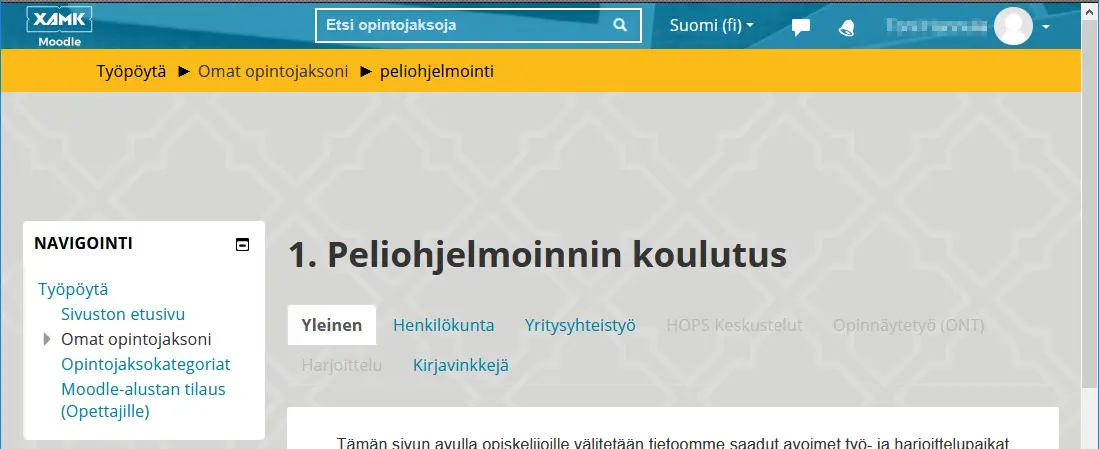 XAMK
Moodle
Etsi opintojaksoja
Suomi (fi)
Työpöytä ► Omat opintojaksoni ► peliohjelmointi
NAVIGOINTI
Työpöytä
Sivuston etusivu
Omat opintojaksoni
Opintojaksokategoriat
Moodle-alustan tilaus
(Opettajille)
1. Peliohjelmoinnin koulutus
Yleinen Henkilökunta Yritysyhteistyö HOPS Keskustelut Opinnäytetyö (ONT)
Harjoittelu Kirjavinkkejä
Tämän sivun avulla opiskelijoille välitetään tietoomme saadut avoimet työ- ja harjoittelupaikat